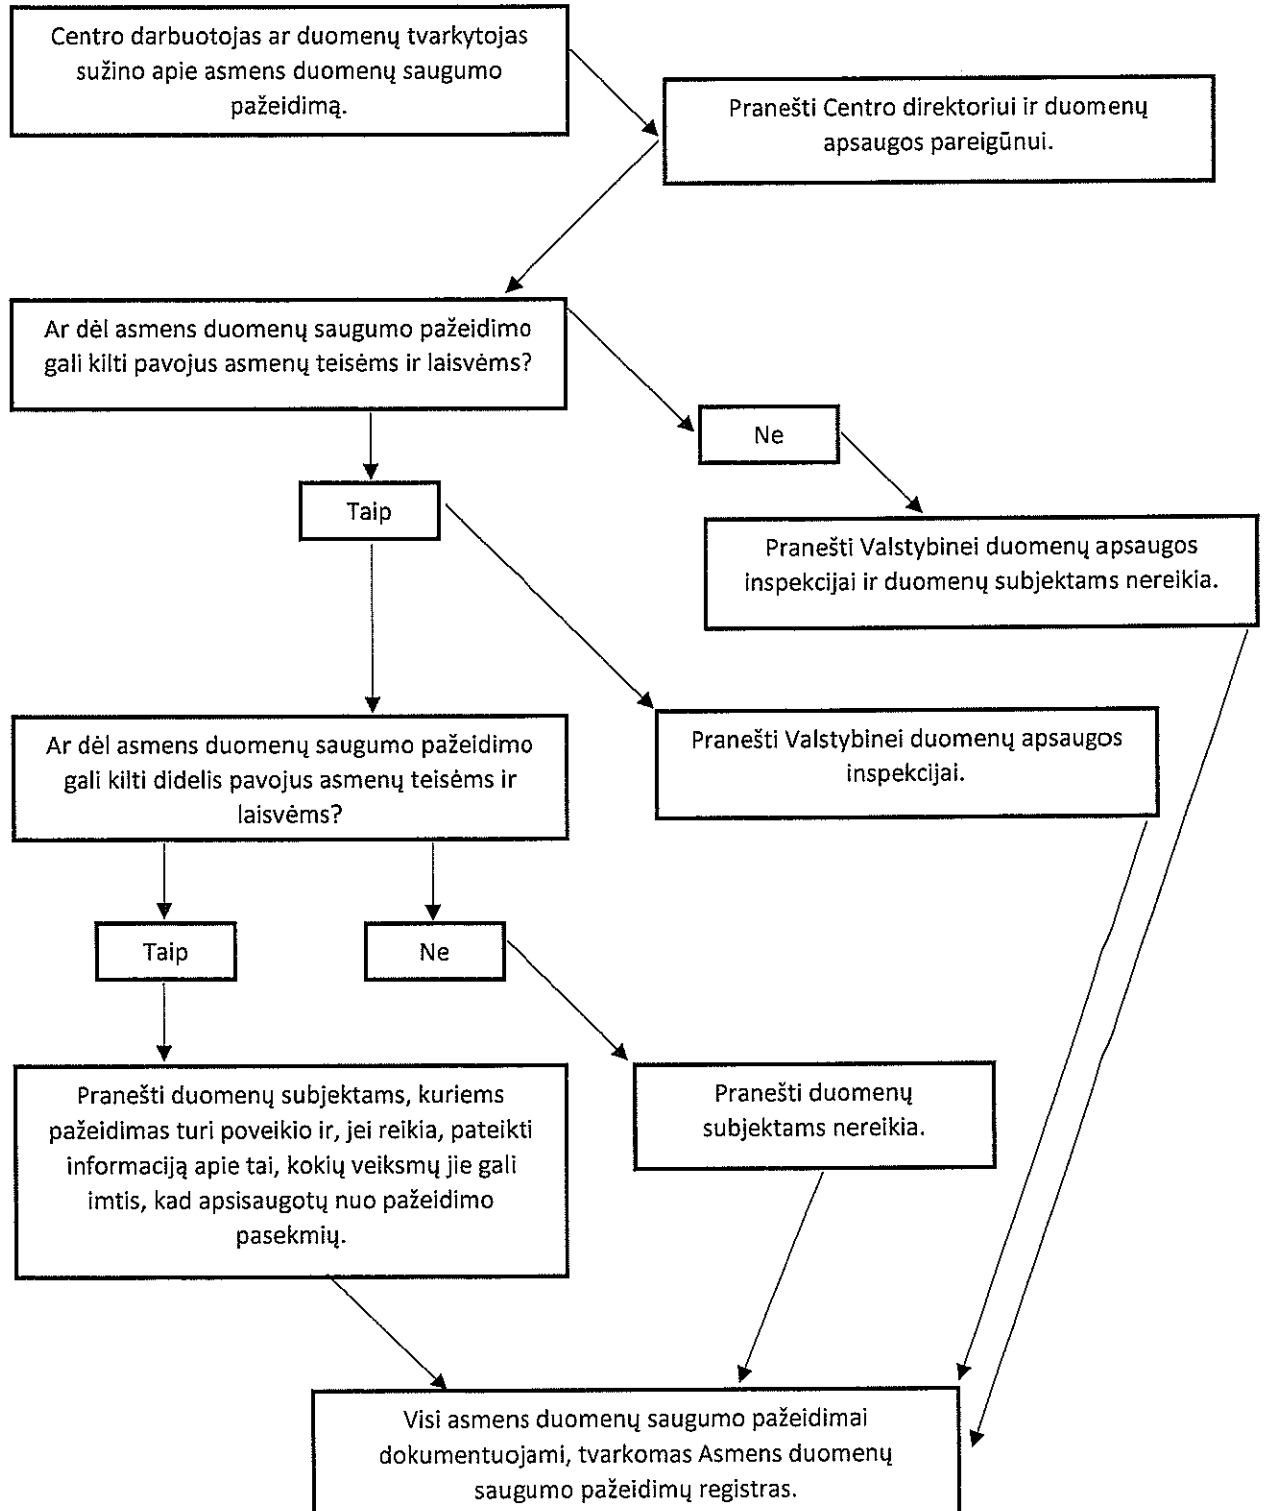 Centro darbuotojas ar duomenų tvarkytojas
sužino apie asmens duomenų saugumo
pažeidimą.
Pranešti Centro direktoriui ir duomenų
apsaugos pareigūnui.
Ar dėl asmens duomenų saugumo pažeidimo
gali kilti pavojus asmenų teisėms ir laisvėms?
Ne
Taip
Pranešti Valstybinei duomenų apsaugos
inspekcijai ir duomenų subjektams nereikia.
Ar dėl asmens duomenų saugumo pažeidimo
gali kilti didelis pavojus asmenų teisėms ir
laisvėms?
Pranešti Valstybinei duomenų apsaugos
inspekcijai.
Taip
Ne
Pranešti duomenų subjektams, kuriems
pažeidimas turi poveikio ir, jei reikia, pateikti
informaciją apie tai, kokių veiksmų jie gali
imtis, kad apsisaugotų nuo pažeidimo
pasekmių.
Pranešti duomenų
subjektams nereikia.
Visi asmens duomenų saugumo pažeidimai
dokumentuojami, tvarkomas Asmens duomenų
saugumo pažeidimų registras.